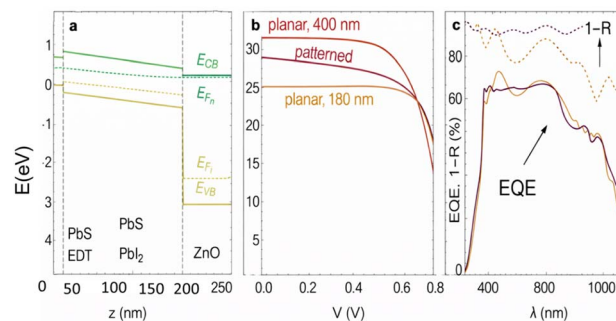 a
E_CB
E_Fn
E_Fi
E_VB
PbS
EDT
PbS
PbI2
ZnO
1
0
1
2
3
4
E(eV)
50 50 100 150 200 200 250
z (nm)
b
planar, 400 nm
patterned
planar, 180 nm
30
25
20
15
10
5
0.0 0.2 0.4 0.6 0.8
V (V)
c
1–R
EQE
80
60
40
20
0
EQE. 1–R (%)
400 600 800 1000
λ (nm)